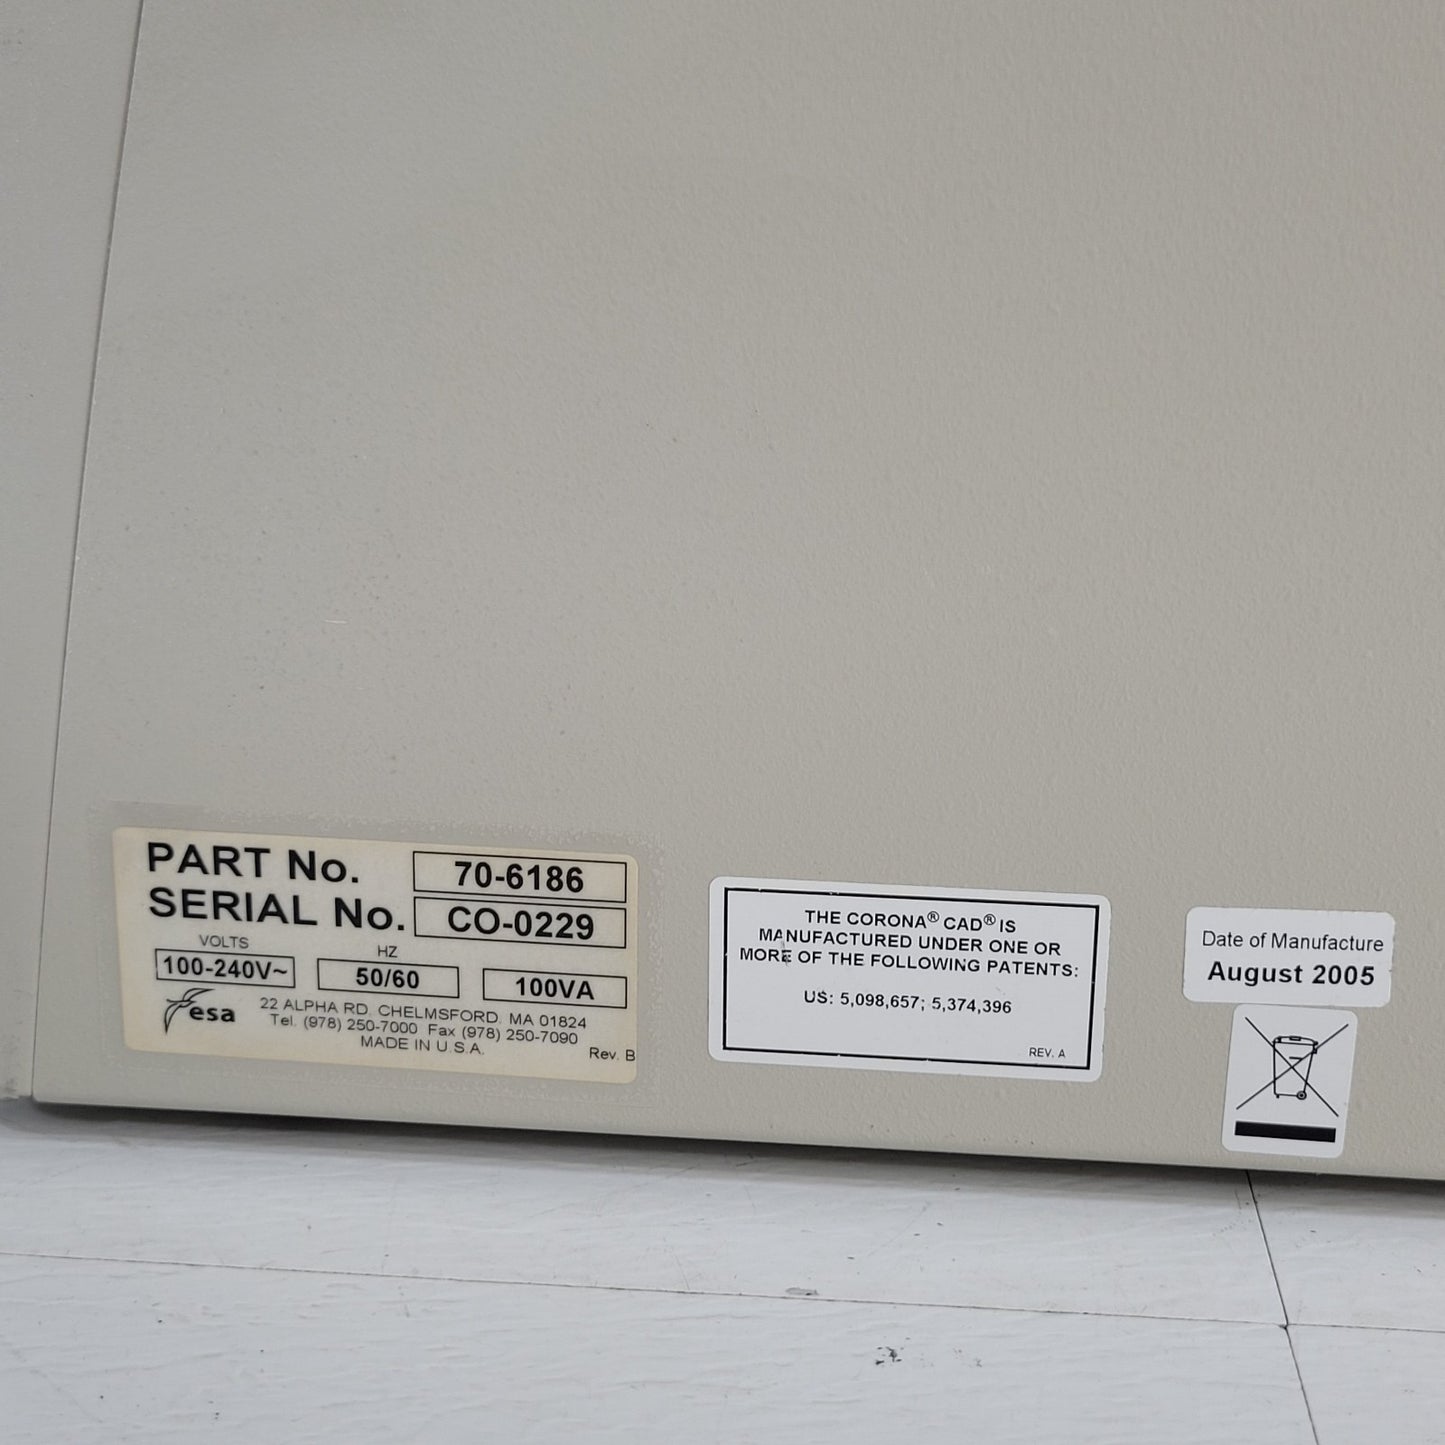 PART No. 70-6186
SERIAL No. CO-0229
VOLTS HZ
100-240V~ 50/60 100VA
esa
22 ALPHA RD. CHELMSFORD, MA 01824
Tel. (978) 250-7000 Fax (978) 250-7090
MADE IN U.S.A.
Rev. B
THE CORONA® CAD® IS
MANUFACTURED UNDER ONE OR
MORE OF THE FOLLOWING PATENTS:
US: 5,098,657; 5,374,396
REV. A
Date of Manufacture
August 2005